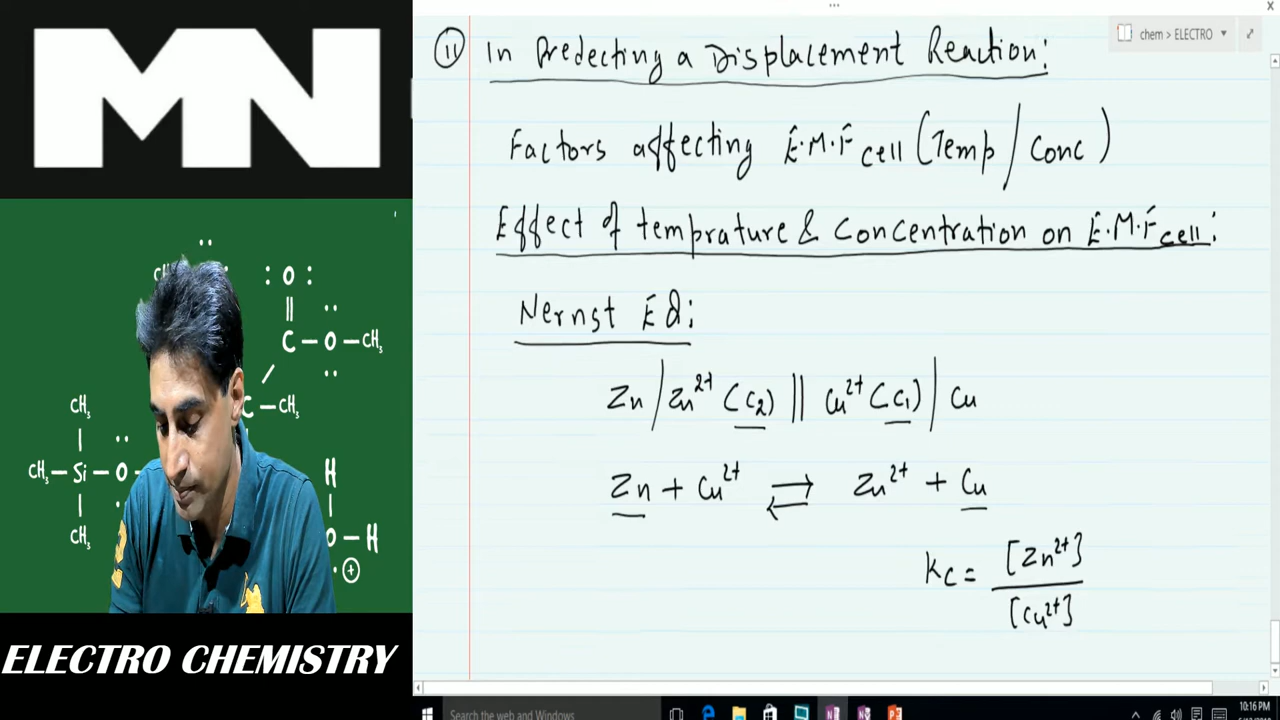 MN
CH₃
O
C — O — CH₃
C — CH₃
CH₃
CH₃ — Si — O
CH₃
H
O — H
ELECTRO CHEMISTRY
chem > ELECTRO
(11) In Predecting a Displacement Reaction:
Factors affecting E.M.F cell (Temp / Conc)
Effect of temprature & Concentration on E.M.F cell:
Nernst EQ:
Zn | Zn²⁺ (C₂) || Cu²⁺ (C₁) | Cu
Zn + Cu²⁺ ⇌ Zn²⁺ + Cu
Kc = [Zn²⁺] / [Cu²⁺]
Search the web and Windows
10:16 PM